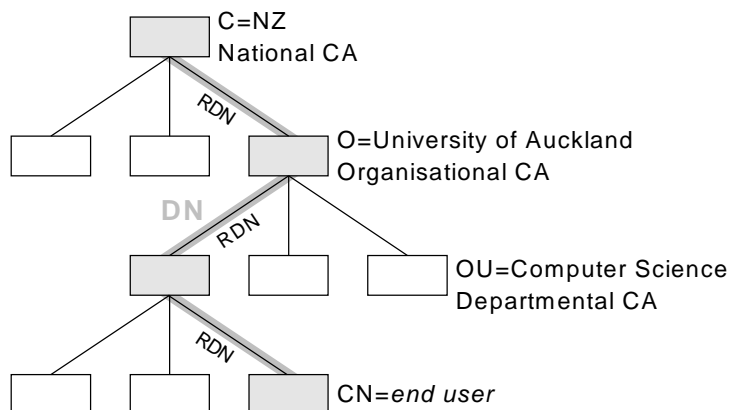 C=NZ
National CA
RDN
O=University of Auckland
Organisational CA
DN
RDN
OU=Computer Science
Departmental CA
RDN
CN=end user